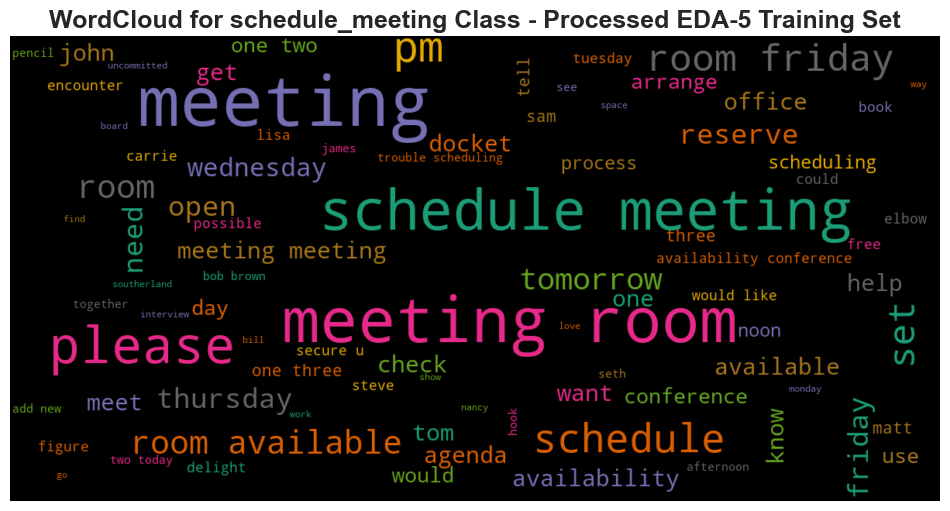 WordCloud for schedule_meeting Class - Processed EDA-5 Training Set
pencil
john
one two
pm
room friday
uncommitted
get
tell
tuesday
arrange
way
encounter
meeting
see
office
book
space
board
lisa
sam
james
docket
reserve
carrie
wednesday
trouble scheduling
process
scheduling
could
room
schedule meeting
open
possible
elbow
find
need
three
free
meeting meeting
availability conference
bob brown
tomorrow
help
southerland
one
would like
together
day
interview
meeting room
noon
set
love
please
bill
secure u
check
available
one three
show
seth
steve
want
conference
monday
add new
meet
thursday
work
nancy
hook
know
friday
matt
figure
room available
tom
schedule
agenda
use
two today
delight
afternoon
go
would
availability